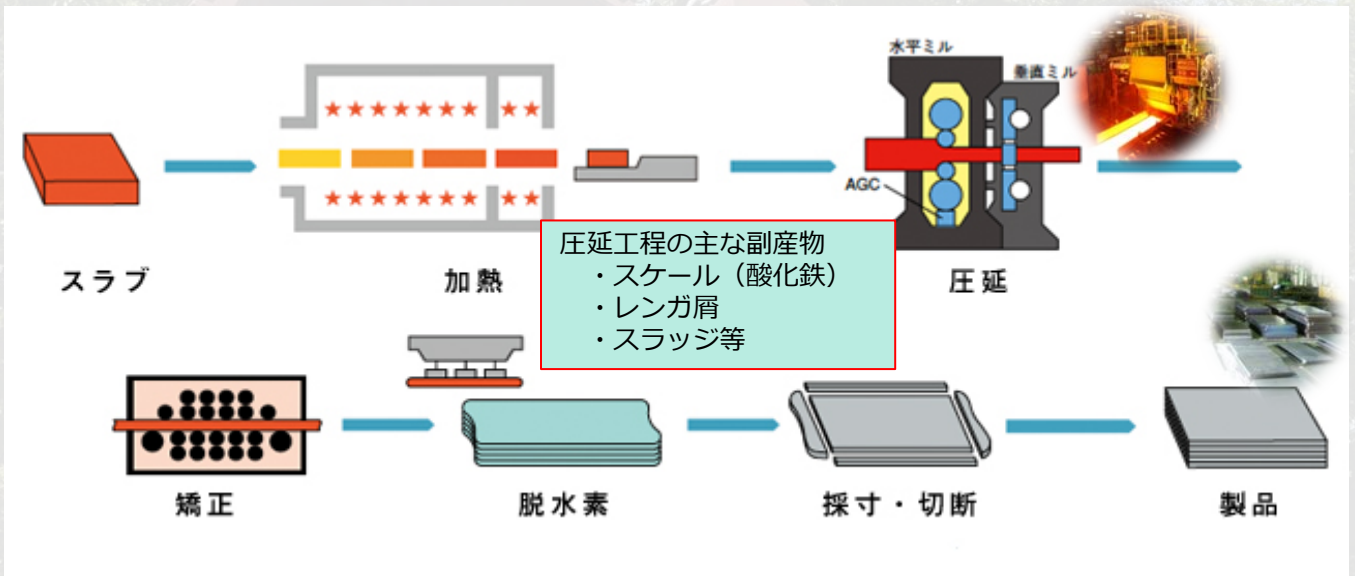 水平ミル
垂直ミル
AGC
スラブ
加熱
圧延
圧延工程の主な副産物
・スケール（酸化鉄）
・レンガ屑
・スラッジ等
矯正
脱水素
採寸・切断
製品